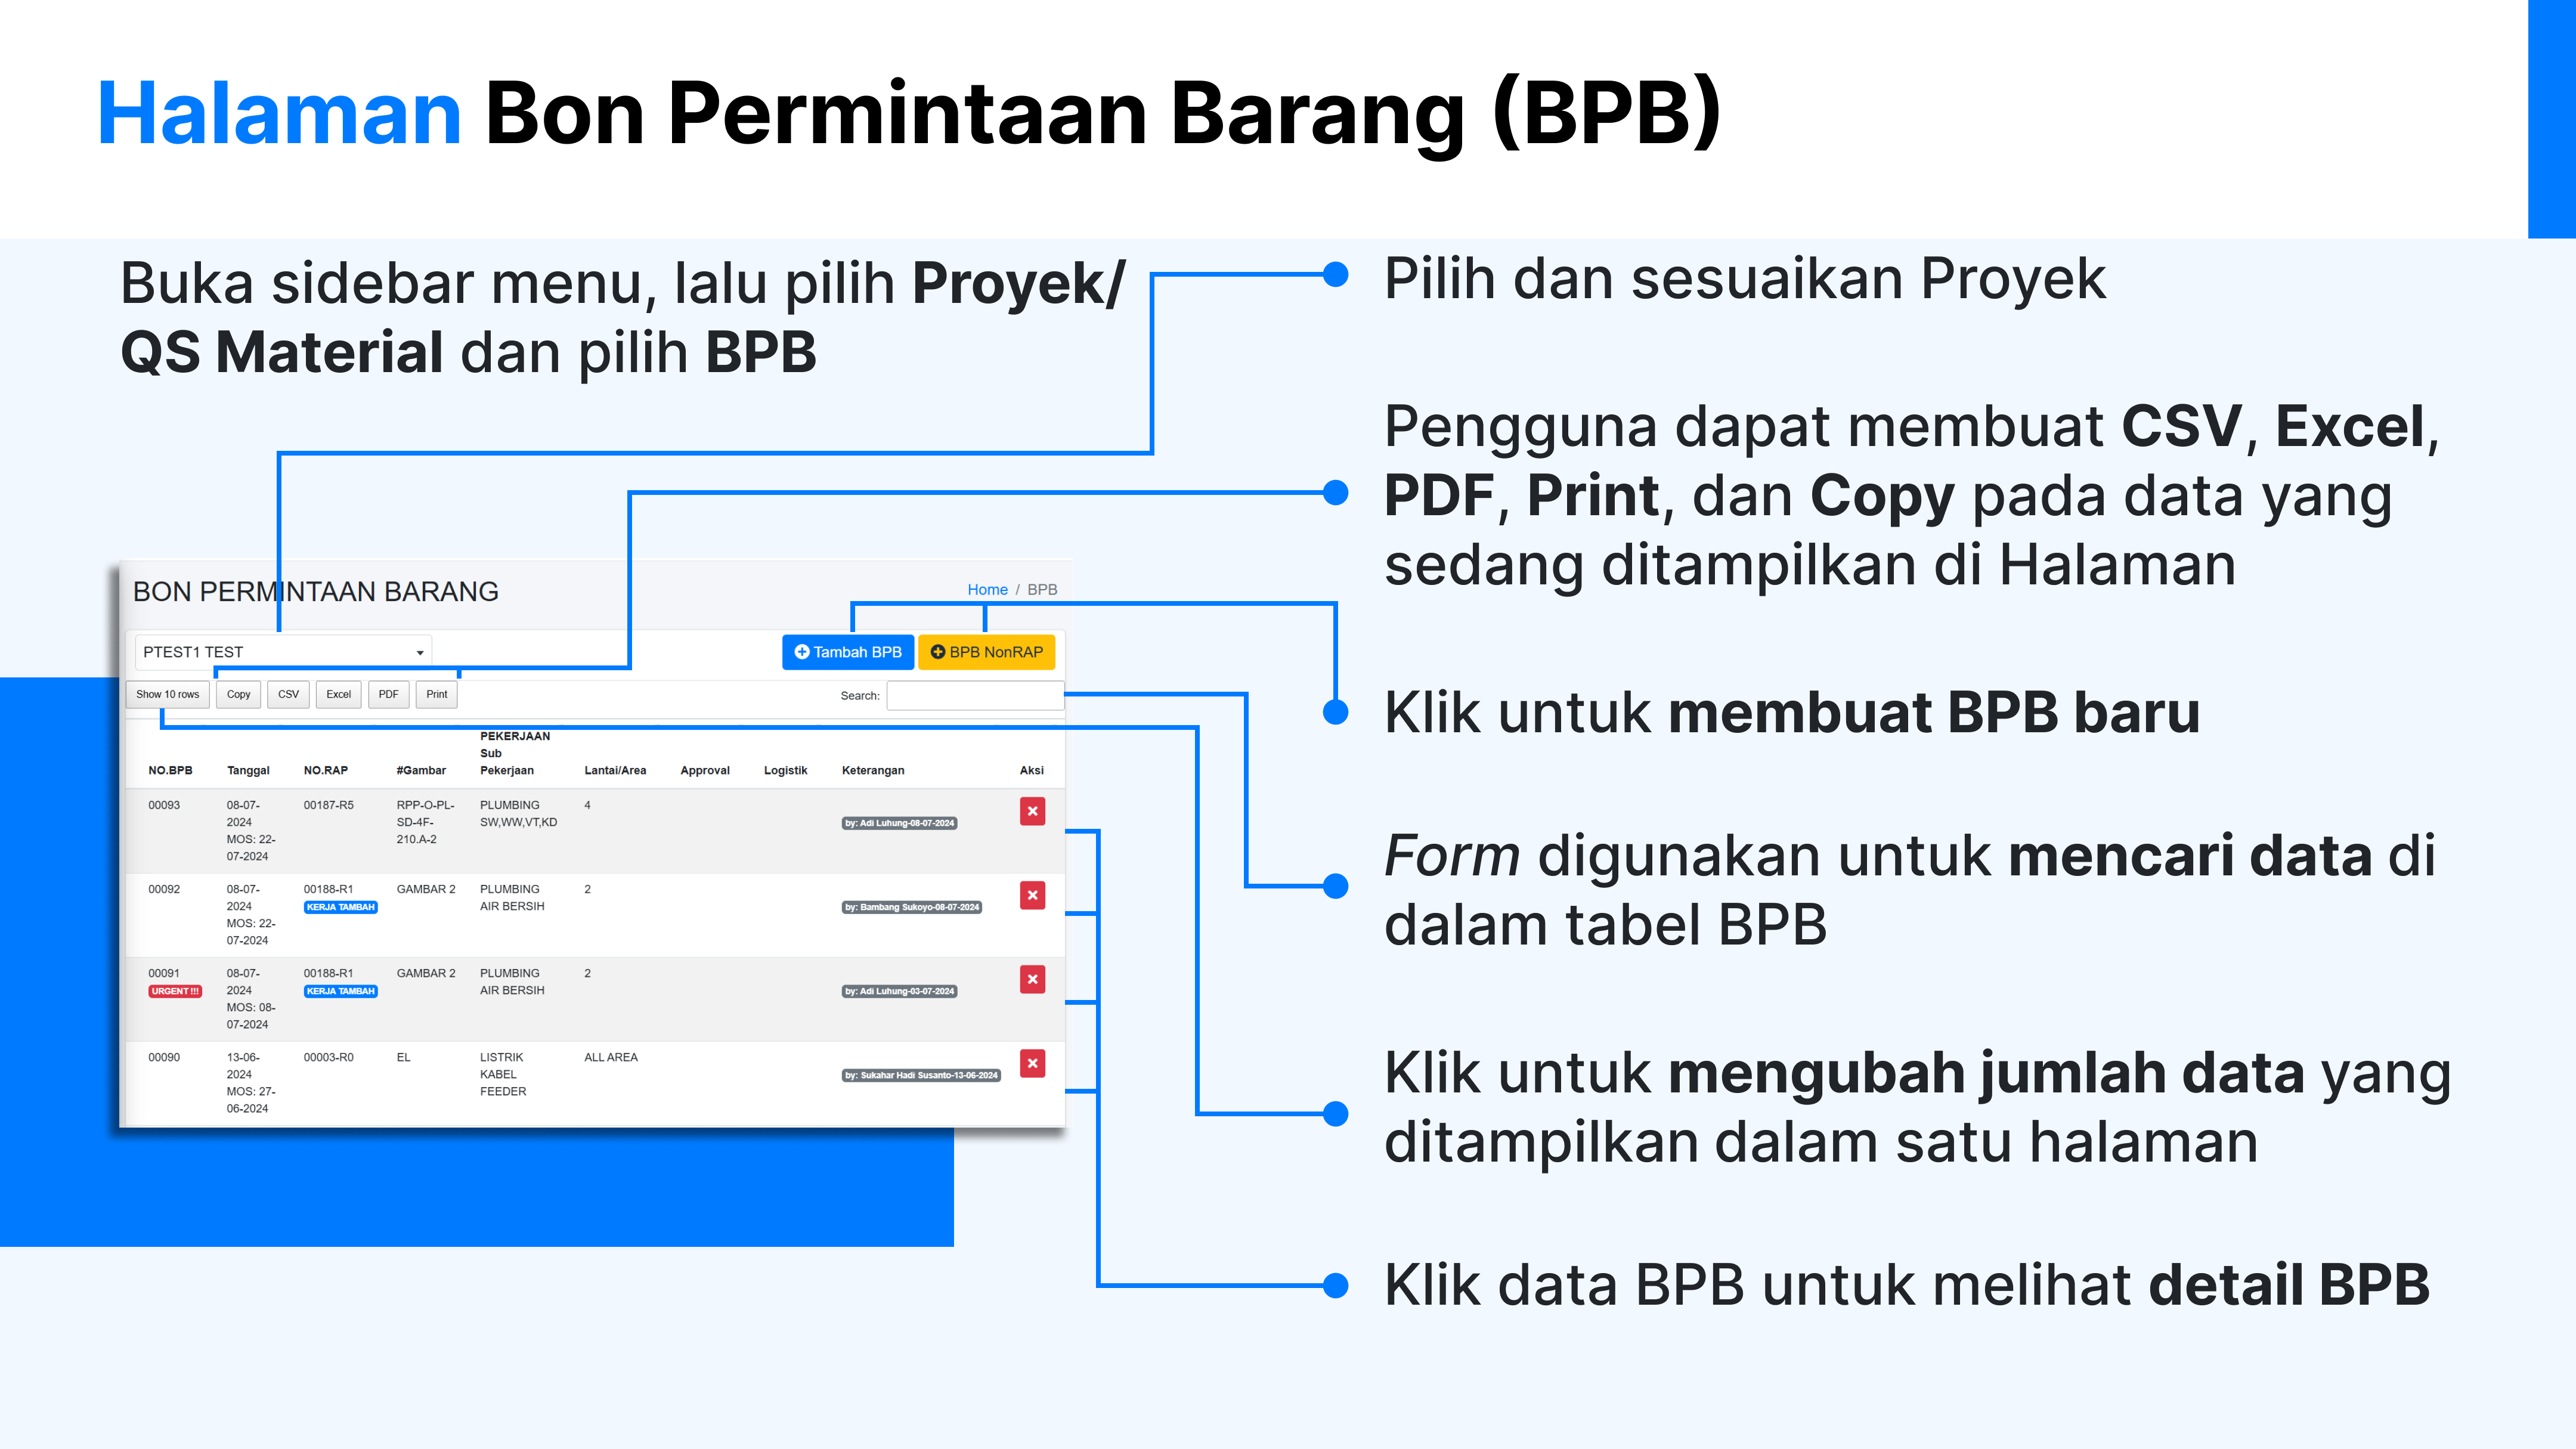 Halaman Bon Permintaan Barang (BPB)
Buka sidebar menu, lalu pilih Proyek/
QS Material dan pilih BPB
BON PERMINTAAN BARANG
Home / BPB
PTEST1 TEST
Tambah BPB
BPB NonRAP
Show 10 rows
Copy
CSV
Excel
PDF
Print
Search:
NO.BPB
Tanggal
NO.RAP
#Gambar
PEKERJAAN
Sub
Pekerjaan
Lantai/Area
Approval
Logistik
Keterangan
Aksi
00093
08-07-
2024
MOS: 22-
07-2024
00187-R5
RPP-O-PL-
SD-4F-
210.A-2
PLUMBING
SW,WW,VT,KD
4
by: Adi Luhung-08-07-2024
00092
08-07-
2024
MOS: 22-
07-2024
00188-R1
KERJA TAMBAH
GAMBAR 2
PLUMBING
AIR BERSIH
2
by: Bambang Sukoyo-08-07-2024
00091
URGENT !!!
08-07-
2024
MOS: 08-
07-2024
00188-R1
KERJA TAMBAH
GAMBAR 2
PLUMBING
AIR BERSIH
2
by: Adi Luhung-03-07-2024
00090
13-06-
2024
MOS: 27-
06-2024
00003-R0
EL
LISTRIK
KABEL
FEEDER
ALL AREA
by: Sukahar Hadi Susanto-13-06-2024
Pilih dan sesuaikan Proyek
Pengguna dapat membuat CSV, Excel,
PDF, Print, dan Copy pada data yang
sedang ditampilkan di Halaman
Klik untuk membuat BPB baru
Form digunakan untuk mencari data di
dalam tabel BPB
Klik untuk mengubah jumlah data yang
ditampilkan dalam satu halaman
Klik data BPB untuk melihat detail BPB